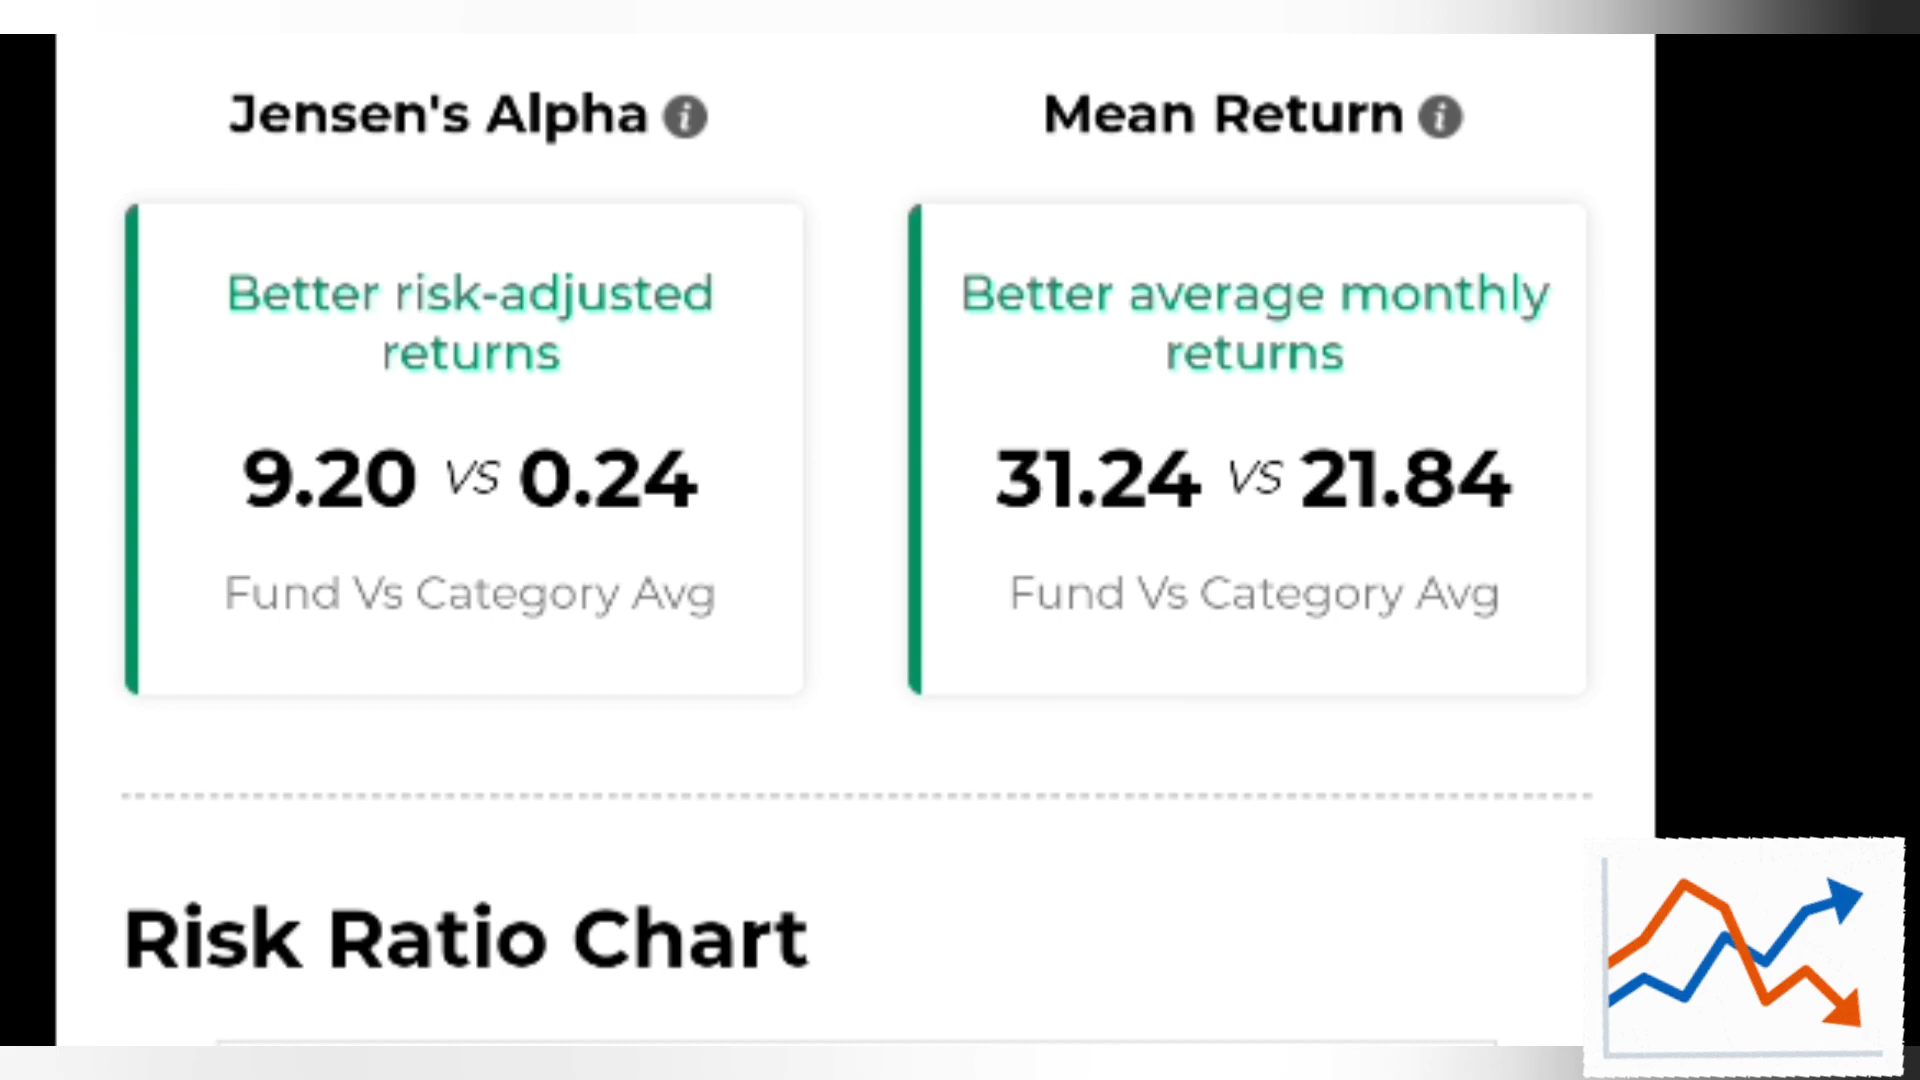 Jensen's Alpha
Mean Return
Better risk-adjusted
returns
9.20 vs 0.24
Fund Vs Category Avg
Better average monthly
returns
31.24 vs 21.84
Fund Vs Category Avg
Risk Ratio Chart